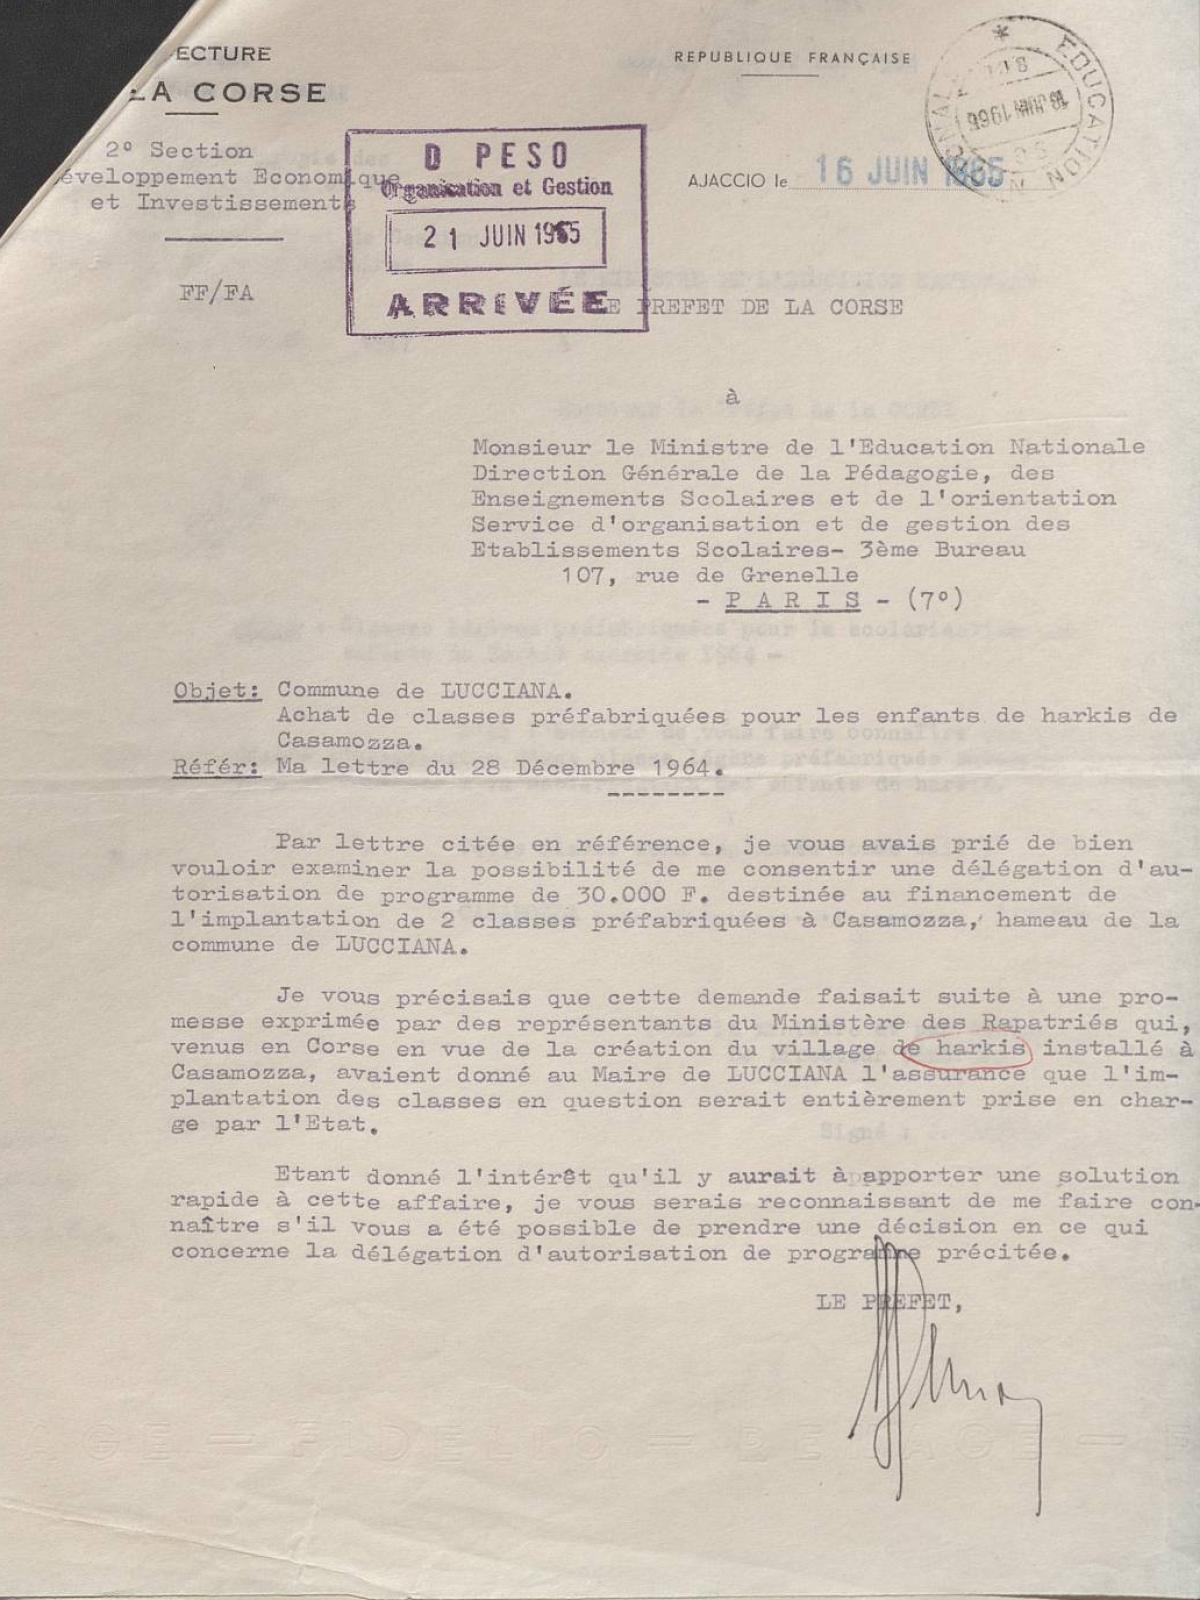 ECTURE
LA CORSE
2º Section
éveloppement Economique
et Investissements
FF/FA
REPUBLIQUE FRANÇAISE
EDUCATION NATIONALE
18 JUIN 1965
AJACCIO le 16 JUIN 1965
D PESO
Organisation et Gestion
21 JUIN 1965
ARRIVÉE
LE PREFET DE LA CORSE
à
Monsieur le Ministre de l'Education Nationale
Direction Générale de la Pédagogie, des
Enseignements Scolaires et de l'orientation
Service d'organisation et de gestion des
Etablissements Scolaires- 3ème Bureau
107, rue de Grenelle
- P A R I S - (7º)
Objet: Commune de LUCCIANA.
Achat de classes préfabriquées pour les enfants de harkis de
Casamozza.
Référ: Ma lettre du 28 Décembre 1964.
--------
Par lettre citée en référence, je vous avais prié de bien
vouloir examiner la possibilité de me consentir une délégation d'au-
torisation de programme de 30.000 F. destinée au financement de
l'implantation de 2 classes préfabriquées à Casamozza, hameau de la
commune de LUCCIANA.
Je vous précisais que cette demande faisait suite à une pro-
messe exprimée par des représentants du Ministère des Rapatriés qui,
venus en Corse en vue de la création du village de harkis installé à
Casamozza, avaient donné au Maire de LUCCIANA l'assurance que l'im-
plantation des classes en question serait entièrement prise en char-
ge par l'Etat.
Etant donné l'intérêt qu'il y aurait à apporter une solution
rapide à cette affaire, je vous serais reconnaissant de me faire con-
naître s'il vous a été possible de prendre une décision en ce qui
concerne la délégation d'autorisation de programme précitée.
LE PREFET,
AGE — FIDELIO — RELAGE —